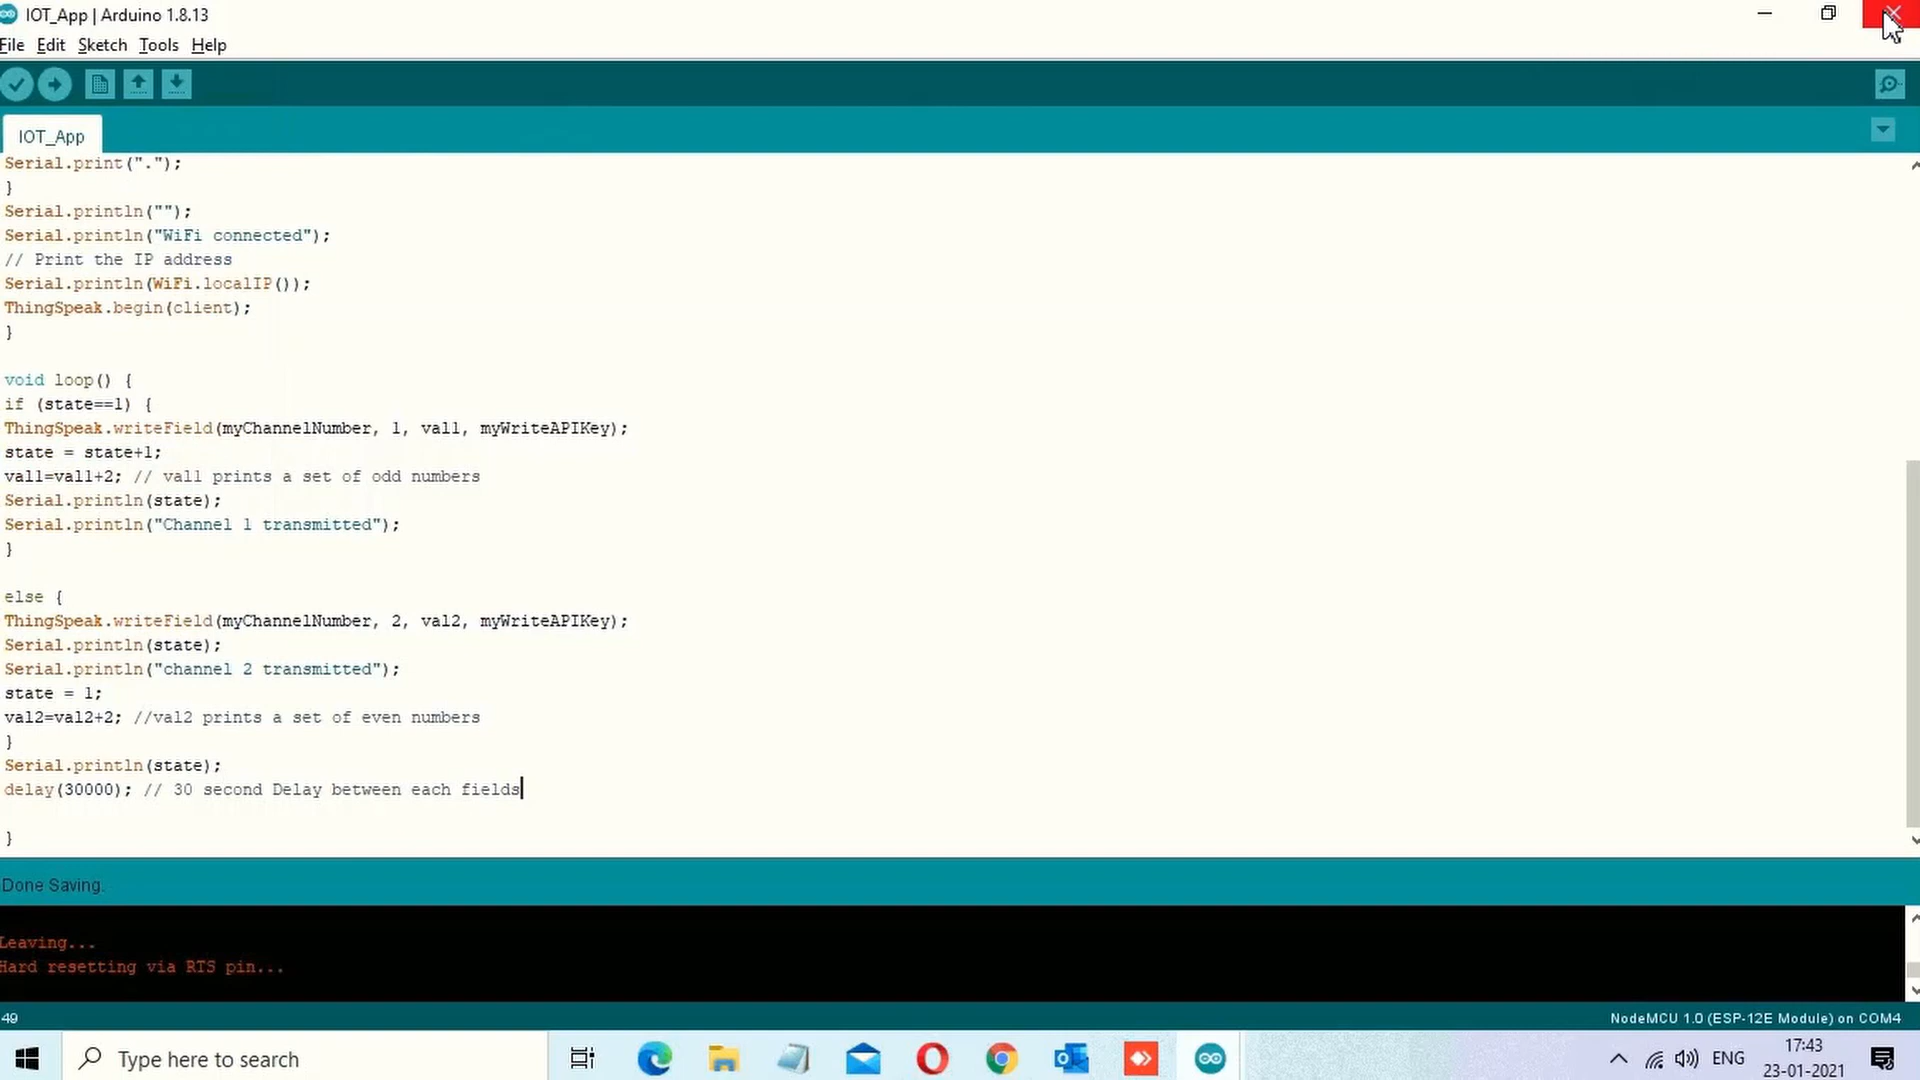 IOT_App | Arduino 1.8.13
File Edit Sketch Tools Help
IOT_App
Serial.print(".");
}
Serial.println("");
Serial.println("WiFi connected");
// Print the IP address
Serial.println(WiFi.localIP());
ThingSpeak.begin(client);
}
void loop() {
if (state==1) {
ThingSpeak.writeField(myChannelNumber, 1, val1, myWriteAPIKey);
state = state+1;
val1=val1+2; // val1 prints a set of odd numbers
Serial.println(state);
Serial.println("Channel 1 transmitted");
}
else {
ThingSpeak.writeField(myChannelNumber, 2, val2, myWriteAPIKey);
Serial.println(state);
Serial.println("channel 2 transmitted");
state = 1;
val2=val2+2; //val2 prints a set of even numbers
}
Serial.println(state);
delay(30000); // 30 second Delay between each fields
}
Done Saving.
Leaving...
Hard resetting via RTS pin...
49
NodeMCU 1.0 (ESP-12E Module) on COM4
Type here to search
ENG
17:43
23-01-2021